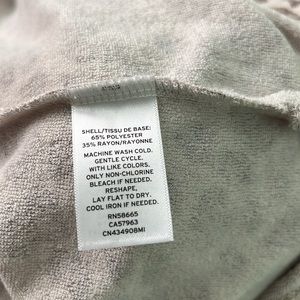 SHELL/TISSU DE BASE:
65% POLYESTER
35% RAYON/RAYONNE
MACHINE WASH COLD.
GENTLE CYCLE.
WITH LIKE COLORS.
ONLY NON-CHLORINE
BLEACH IF NEEDED.
RESHAPE,
LAY FLAT TO DRY.
COOL IRON IF NEEDED.
RN58665
CA57963
CN434908MI